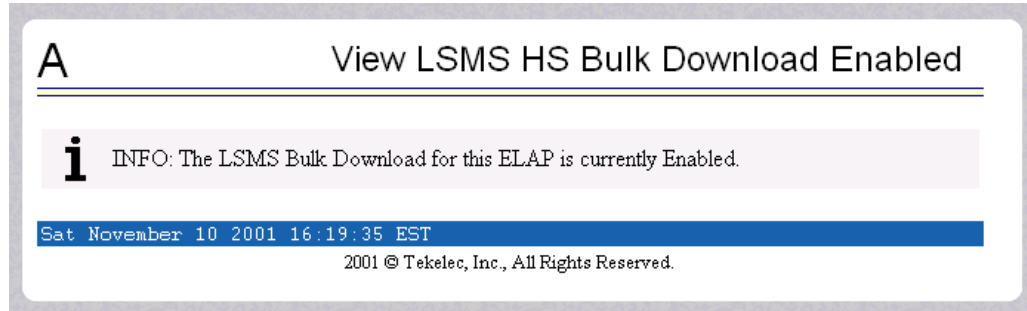 A View LSMS HS Bulk Download Enabled
i INFO: The LSMS Bulk Download for this ELAP is currently Enabled.
Sat November 10 2001 16:19:35 EST
2001 © Tekelec, Inc., All Rights Reserved.